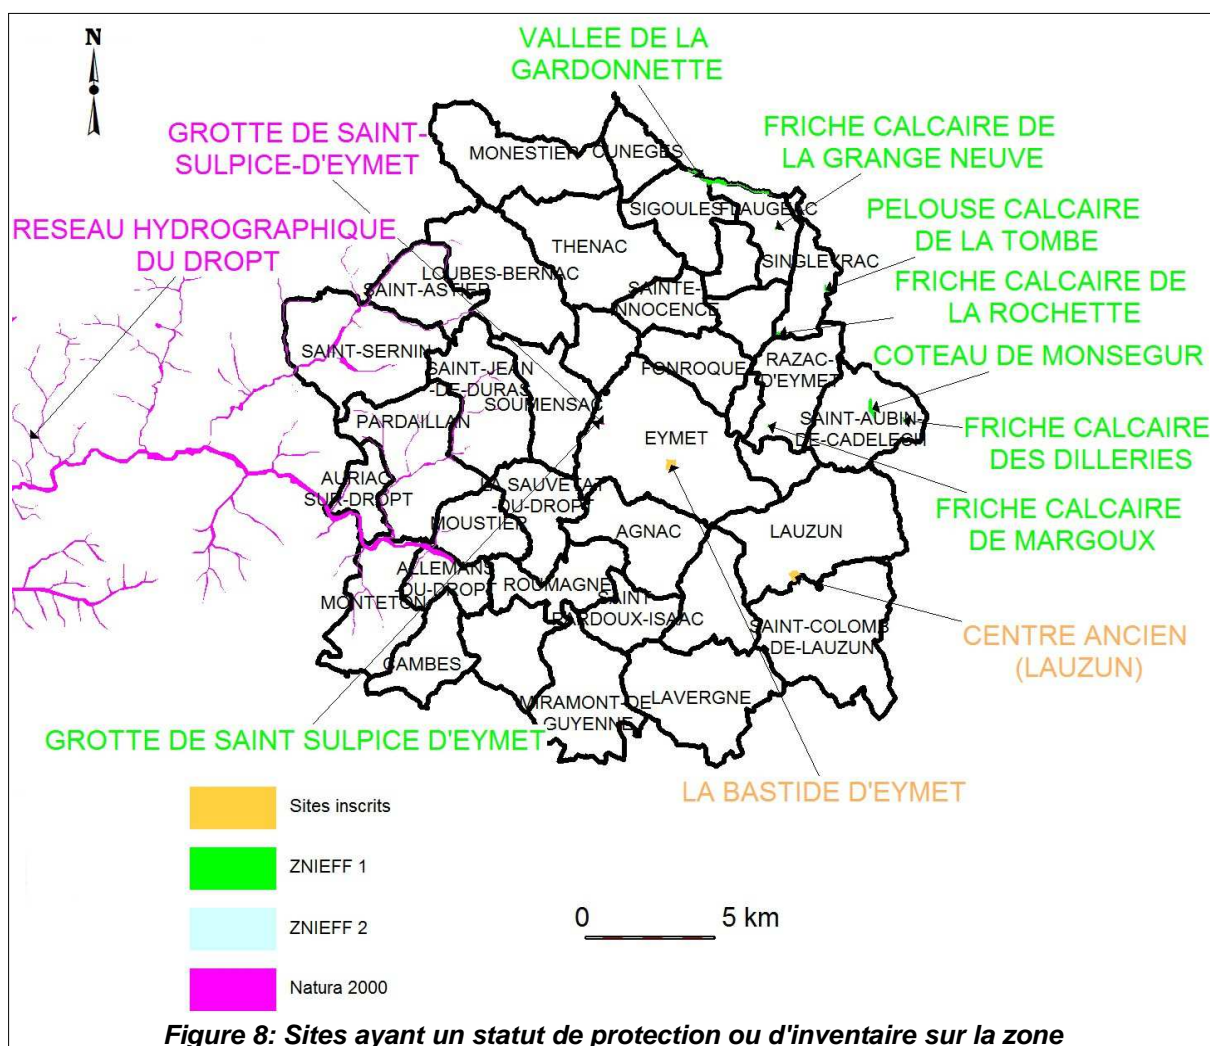 N
VALLEE DE LA
GARDONNETTE
GROTTE DE SAINT-
SULPICE-D'EYMET
FRICHE CALCAIRE DE
LA GRANGE NEUVE
RESEAU HYDROGRAPHIQUE
DU DROPT
PELOUSE CALCAIRE
DE LA TOMBE
FRICHE CALCAIRE DE
LA ROCHETTE
COTEAU DE MONSEGUR
FRICHE CALCAIRE
DES DILLERIES
FRICHE CALCAIRE
DE MARGOUX
CENTRE ANCIEN
(LAUZUN)
LA BASTIDE D'EYMET
GROTTE DE SAINT SULPICE D'EYMET
MONESTIER
CUNEGES
SIGOULES
FLAUGEAC
THENAC
SINGLEYRAC
LOUBES-BERNAC
SAINT-ASTIER
SAINTE-
INNOCENCE
SAINT-SERNIN
SAINT-JEAN
-DE-DURAS
FONROQUE
RAZAC-
D'EYMET
SOUMENSAC
PARDAILLAN
EYMET
SAINT-AUBIN-
DE-CADELECH
AURIAC
SUR-DROPT
LA SAUVETAT
-DU-DROPT
MOUSTIER
AGNAC
LAUZUN
ALLEMANS
-DU-DROPT
ROUMAGNE
MONTETON
SAINT-
PARDOUX-ISAAC
SAINT-COLOMB
-DE-LAUZUN
CAMBES
LAVERGNE
MIRAMONT-DE
GUYENNE
Sites inscrits
ZNIEFF 1
ZNIEFF 2
Natura 2000
0 5 km
Figure 8: Sites ayant un statut de protection ou d'inventaire sur la zone